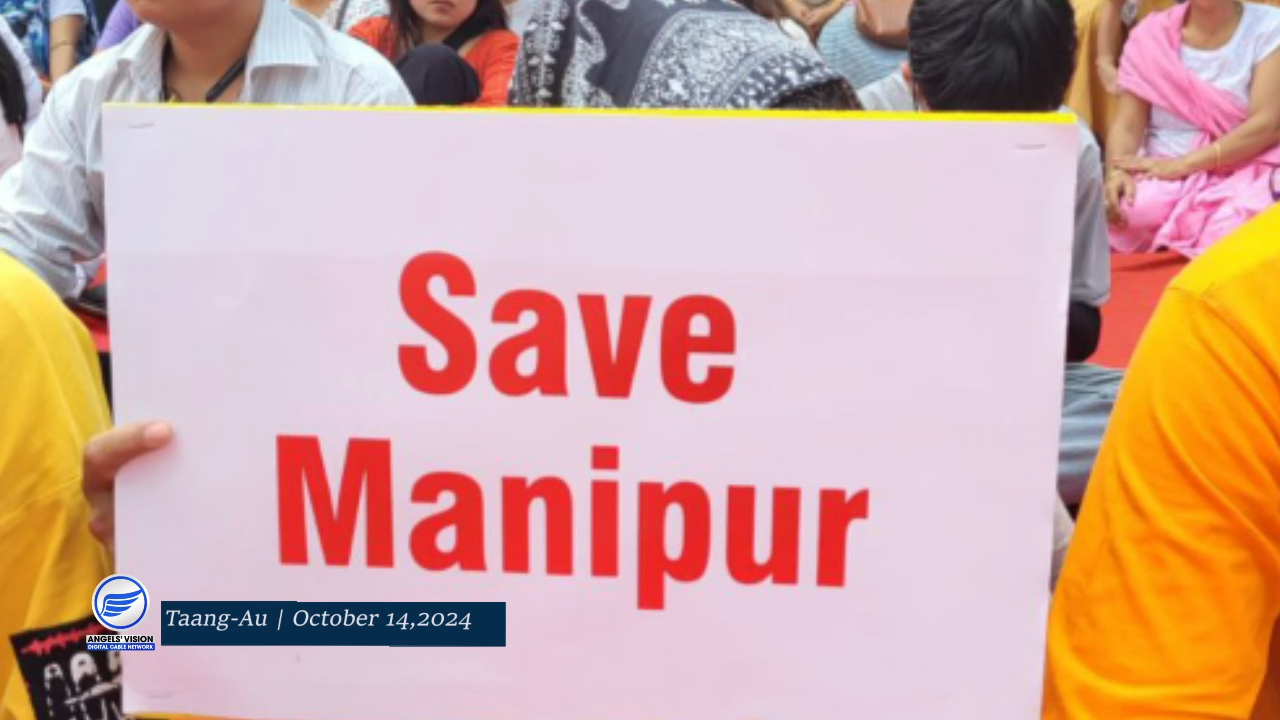 Save
Manipur
Taang-Au | October 14,2024
ANGELS' VISION
DIGITAL CABLE NETWORK